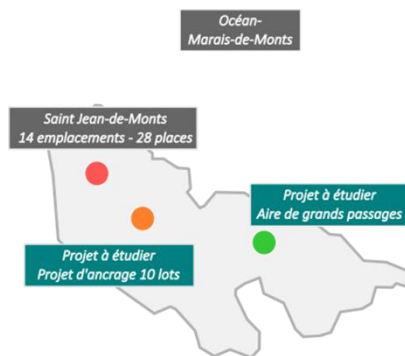 Océan-
Marais-de-Monts
Saint Jean-de-Monts
14 emplacements - 28 places
Projet à étudier
Aire de grands passages
Projet à étudier
Projet d'ancrage 10 lots